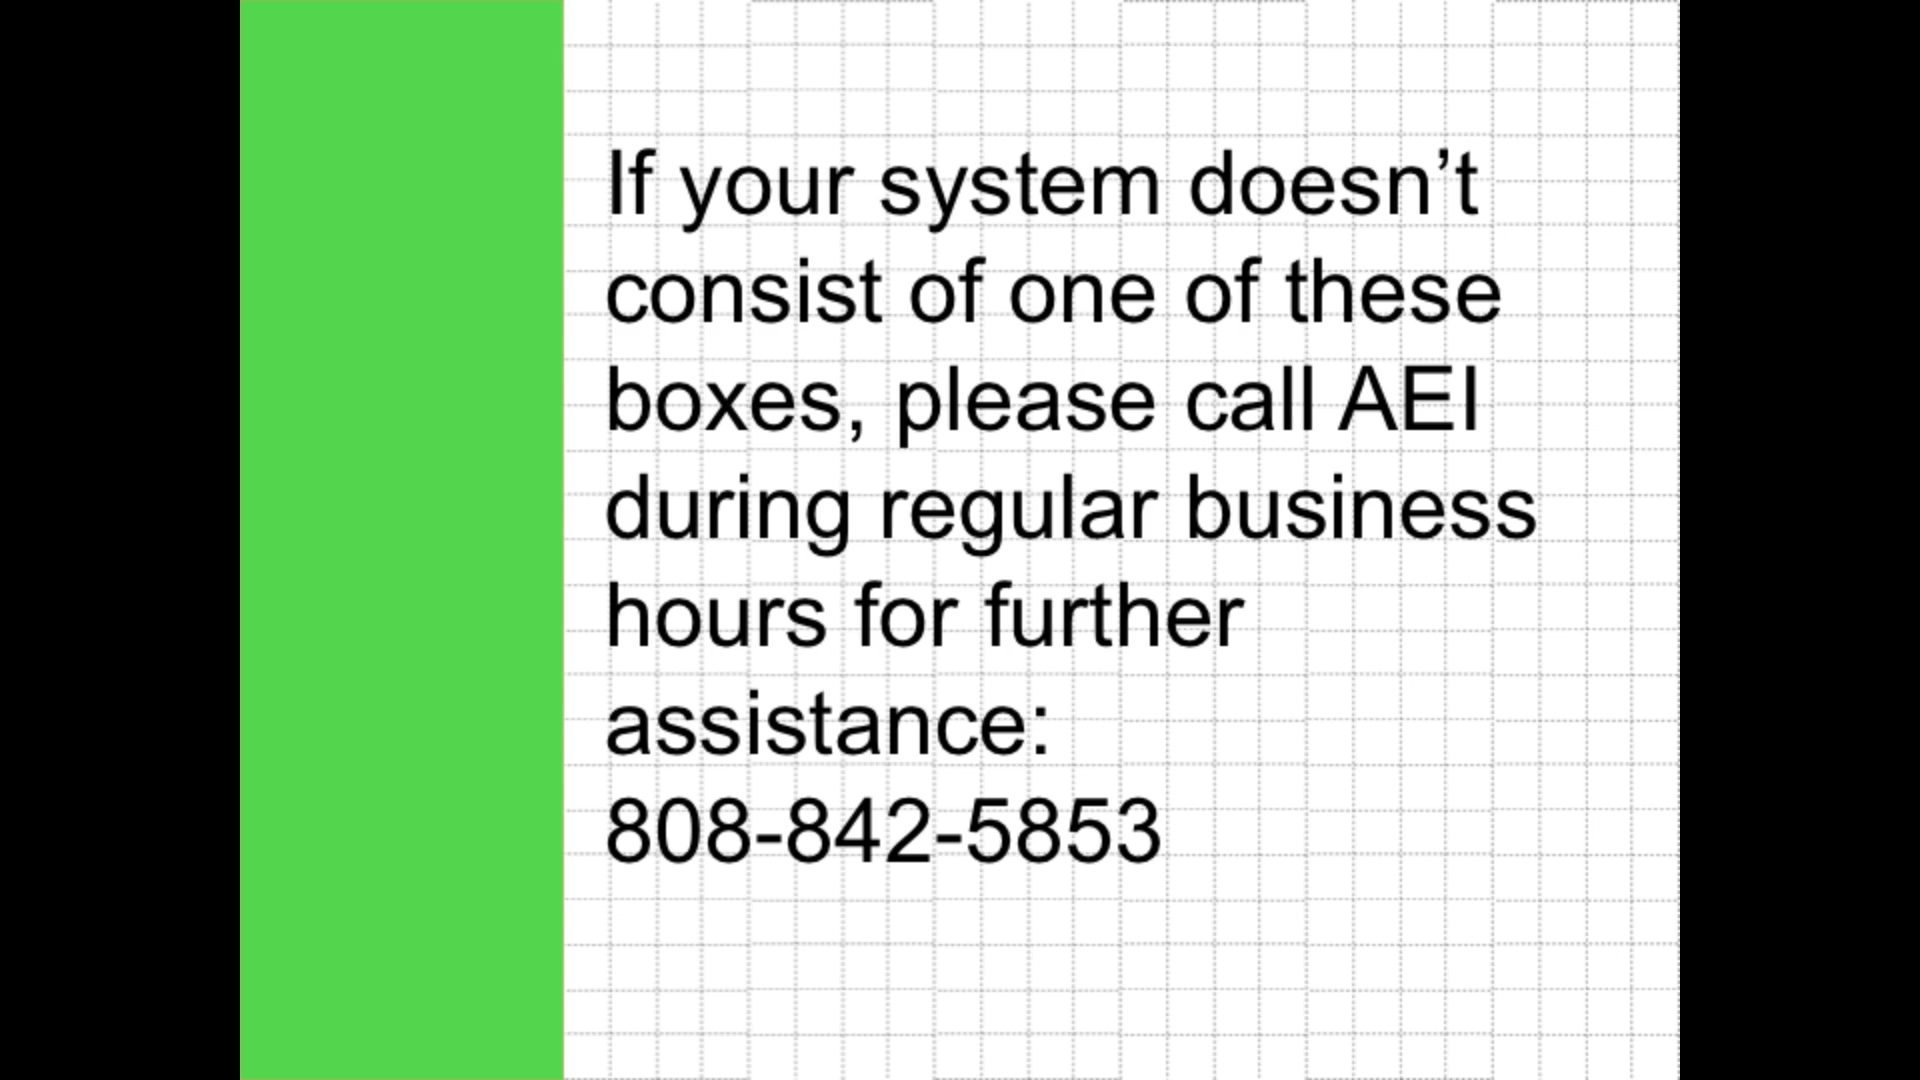 If your system doesn’t
consist of one of these
boxes, please call AEI
during regular business
hours for further
assistance:
808-842-5853